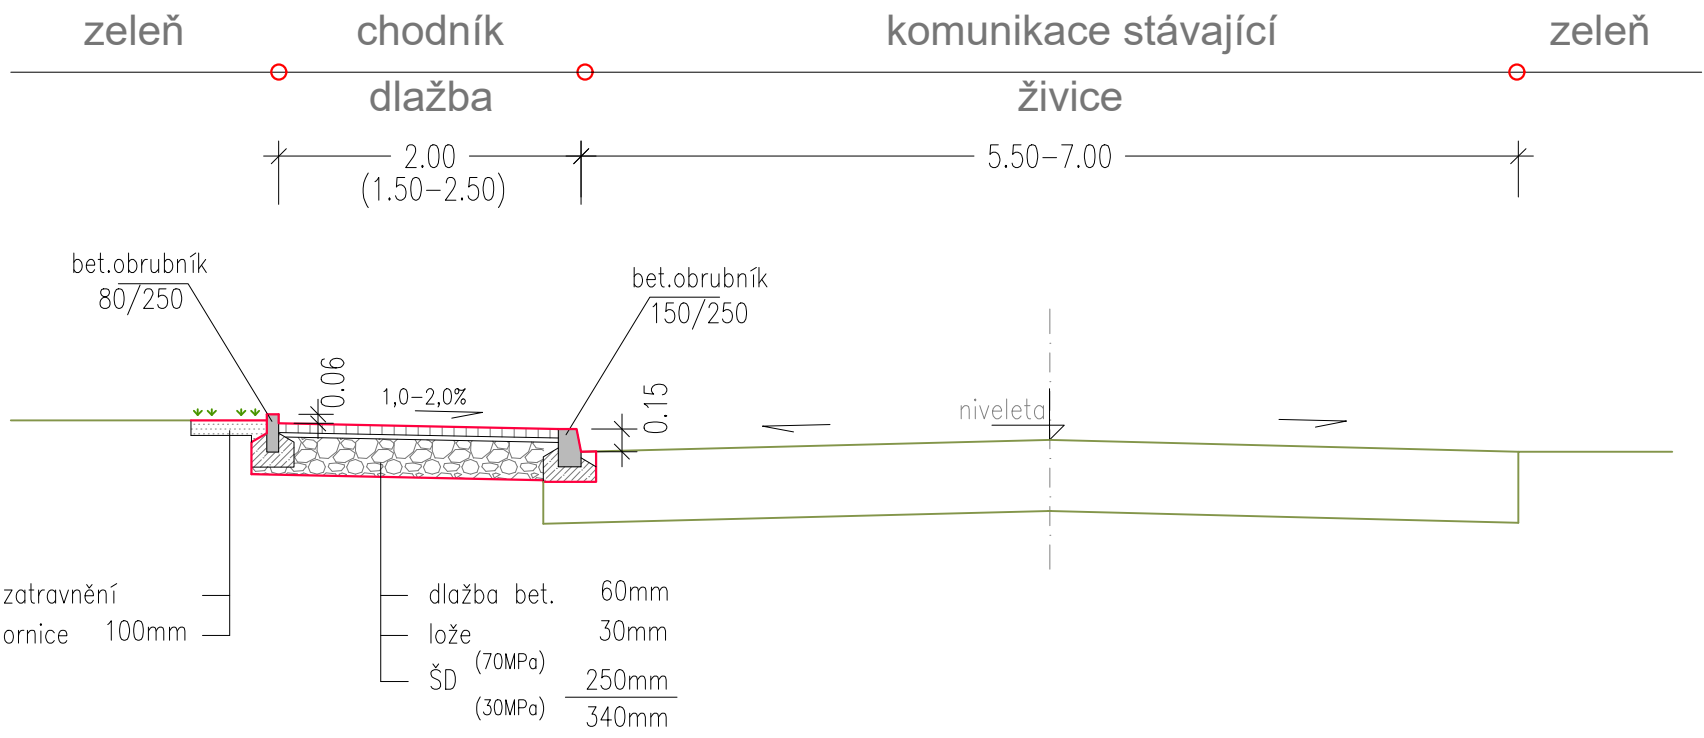 zeleň chodník komunikace stávající zeleň
dlažba živice
2.00 5.50-7.00
(1.50-2.50)
bet.obrubník
80/250
bet.obrubník
150/250
0.06
1,0-2,0%
0.15
niveleta
zatravnění
ornice 100mm
dlažba bet. 60mm
lože 30mm
(70MPa)
ŠD 250mm
(30MPa) 340mm